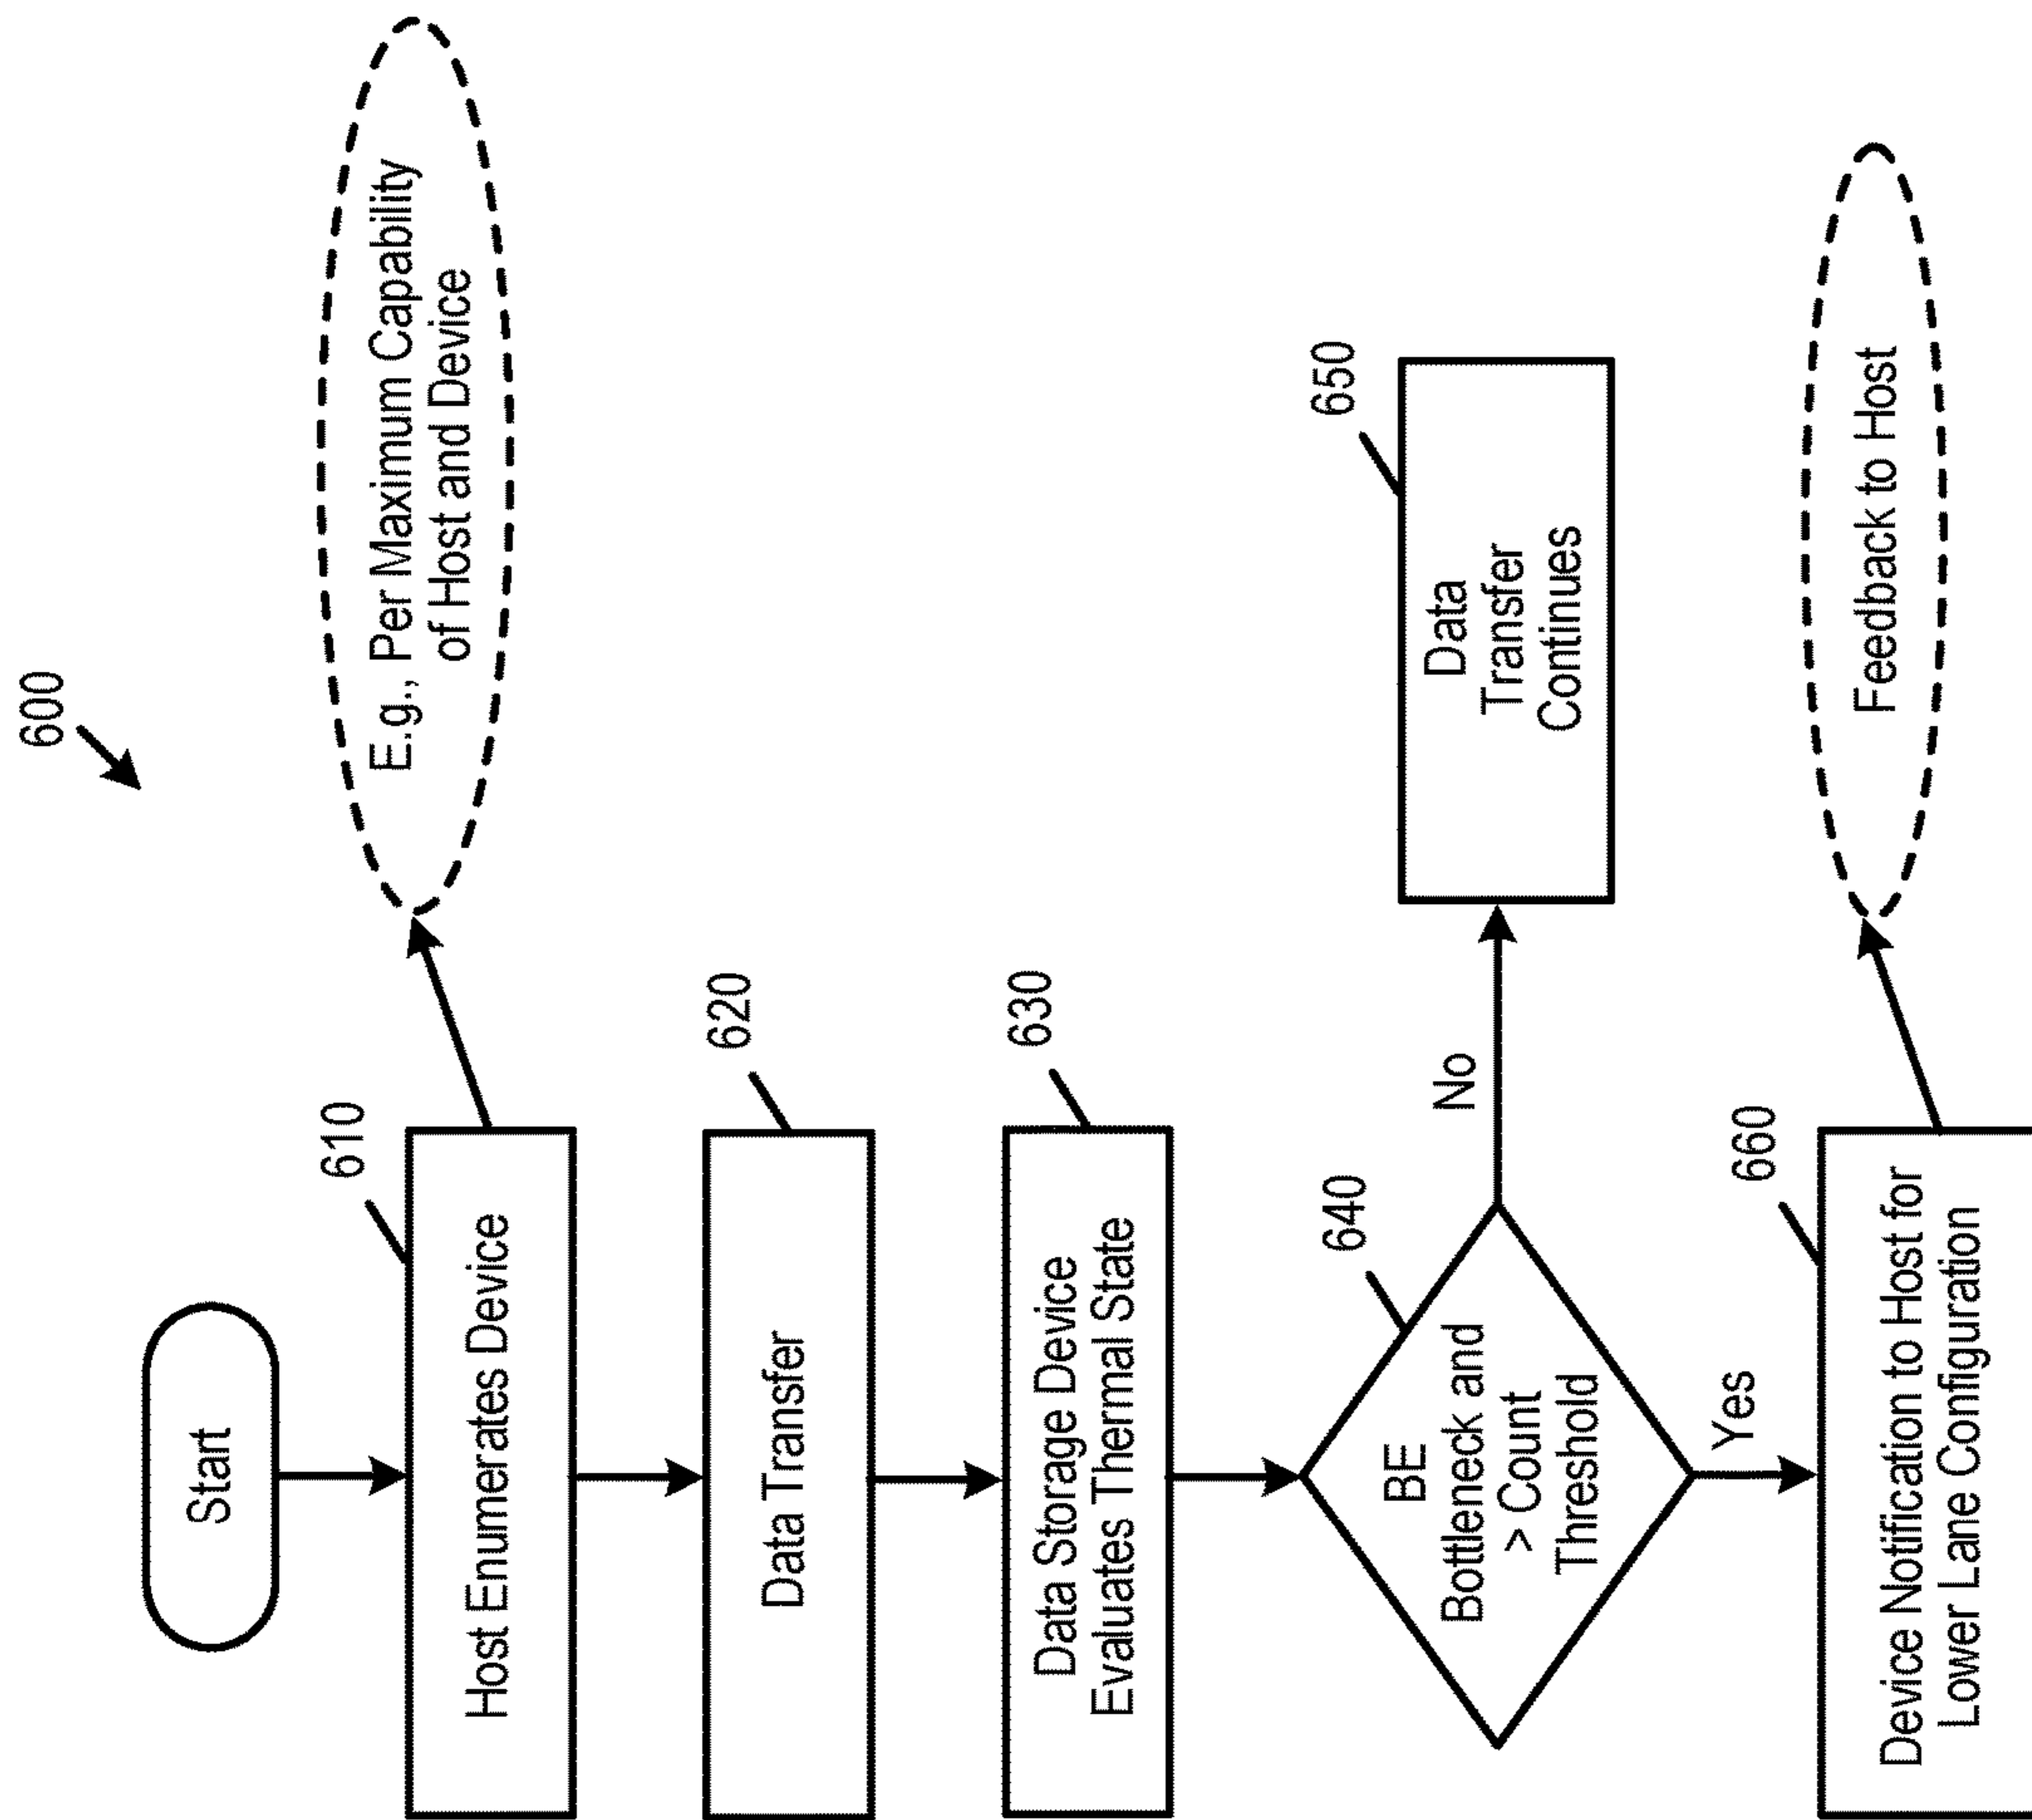 600
Start
610
Host Enumerates Device
E.g., Per Maximum Capability
of Host and Device
620
Data Transfer
630
Data Storage Device
Evaluates Thermal State
640
BE
Bottleneck and
> Count
Threshold
No
650
Data
Transfer
Continues
Yes
660
Device Notification to Host for
Lower Lane Configuration
Feedback to Host